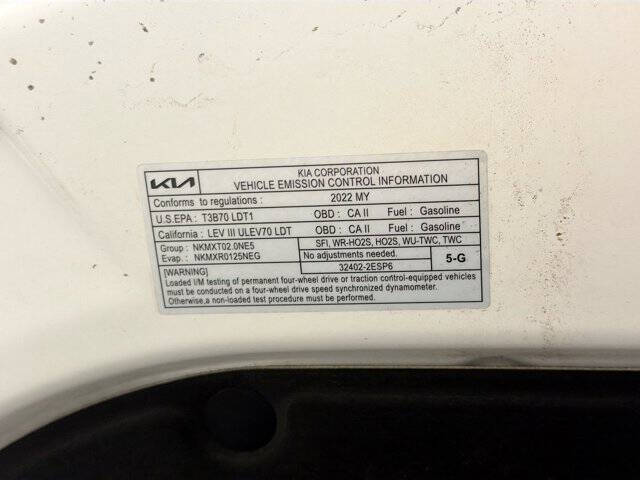 KIA KIA CORPORATION
VEHICLE EMISSION CONTROL INFORMATION
Conforms to regulations : 2022 MY
U.S.EPA : T3B70 LDT1 OBD : CA II Fuel : Gasoline
California : LEV III ULEV70 LDT OBD : CA II Fuel : Gasoline
Group : NKMXT02.0NE5 SFI, WR-HO2S, HO2S, WU-TWC, TWC
Evap. : NKMXR0125NEG No adjustments needed. 5-G
32402-2ESP6
[WARNING]
Loaded I/M testing of permanent four-wheel drive or traction control-equipped vehicles
must be conducted on a four-wheel drive speed synchronized dynamometer.
Otherwise,a non-loaded test procedure must be used.